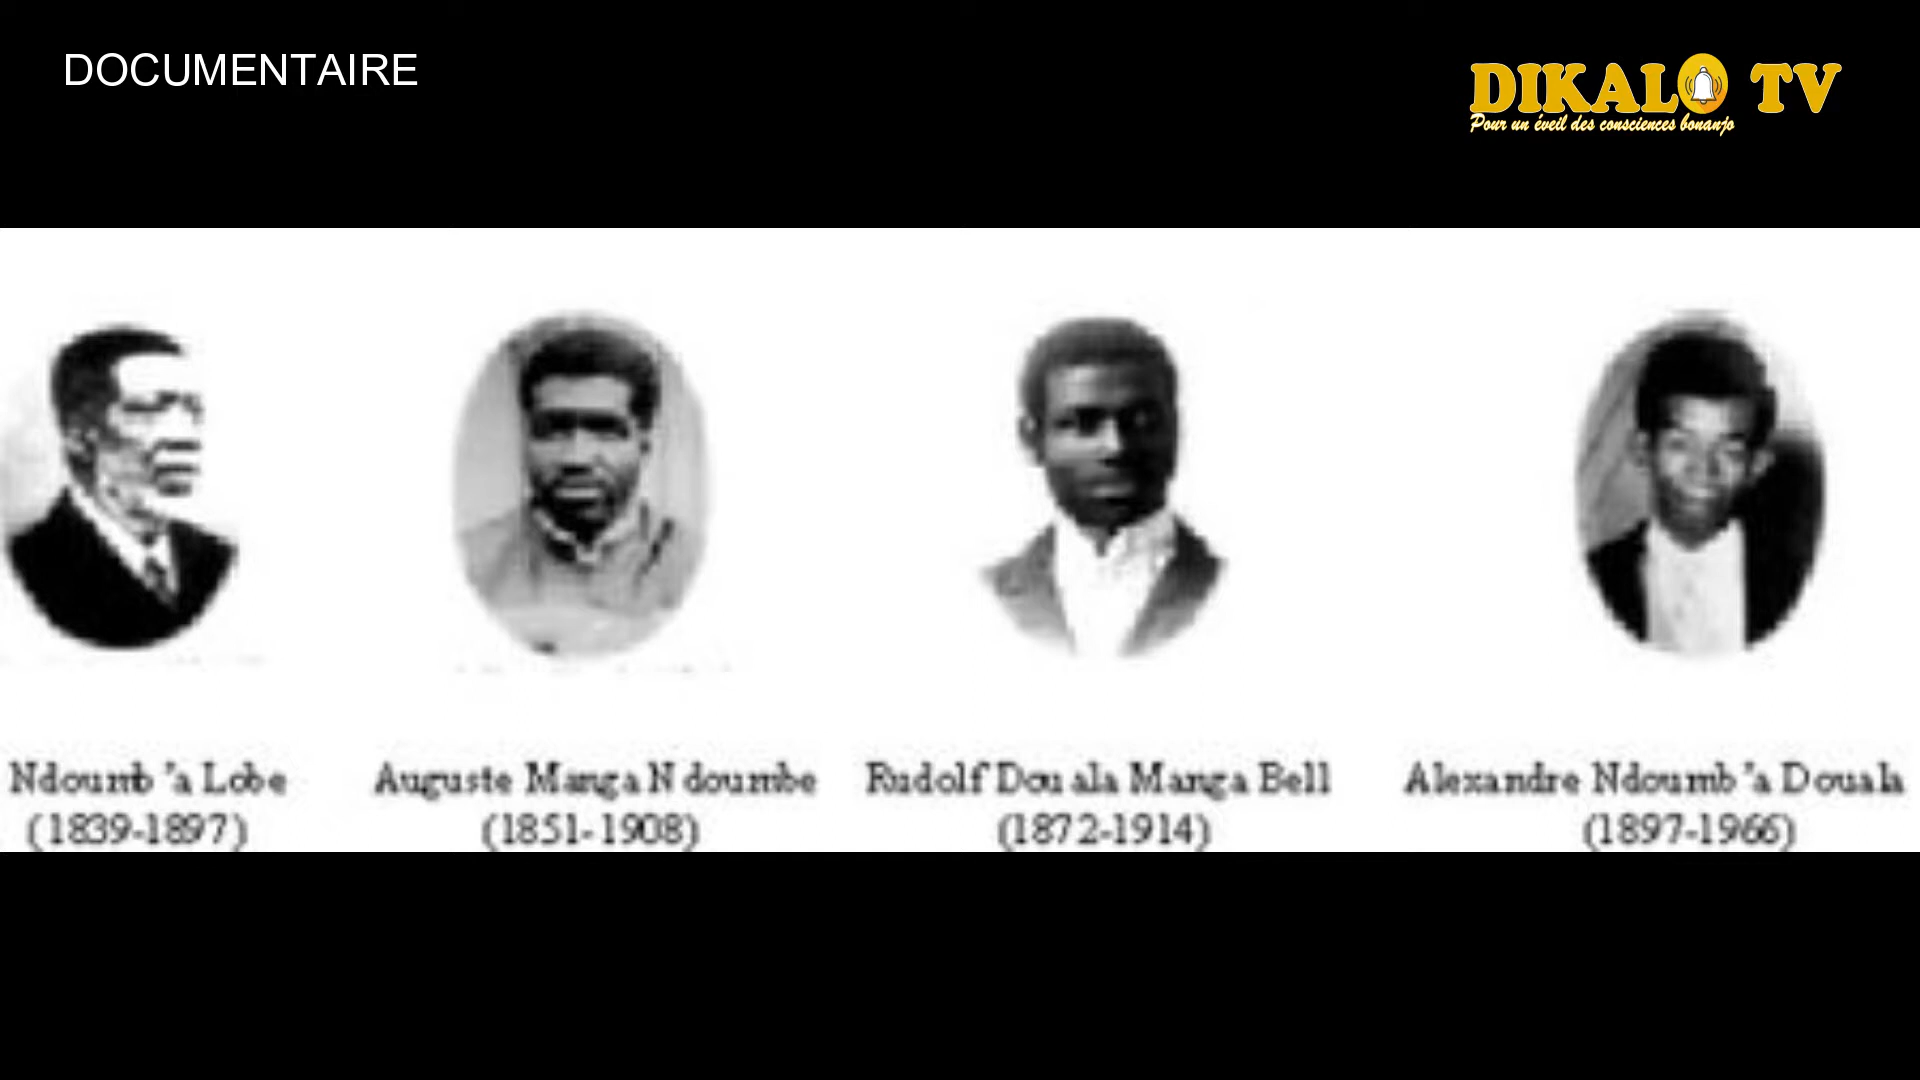 DOCUMENTAIRE
DIKALO TV
Pour un éveil des consciences bonanjo
Ndoumb 'a Lobe
(1839-1897)
Auguste Manga Ndoumbe
(1851-1908)
Rudolf Douala Manga Bell
(1872-1914)
Alexandre Ndoumb 'a Douala
(1897-1966)